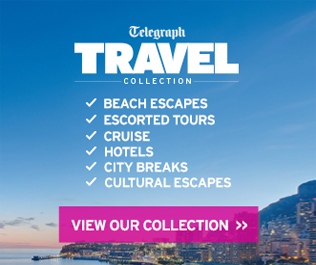 Telegraph
TRAVEL
COLLECTION
✓ BEACH ESCAPES
✓ ESCORTED TOURS
✓ CRUISE
✓ HOTELS
✓ CITY BREAKS
✓ CULTURAL ESCAPES
VIEW OUR COLLECTION »